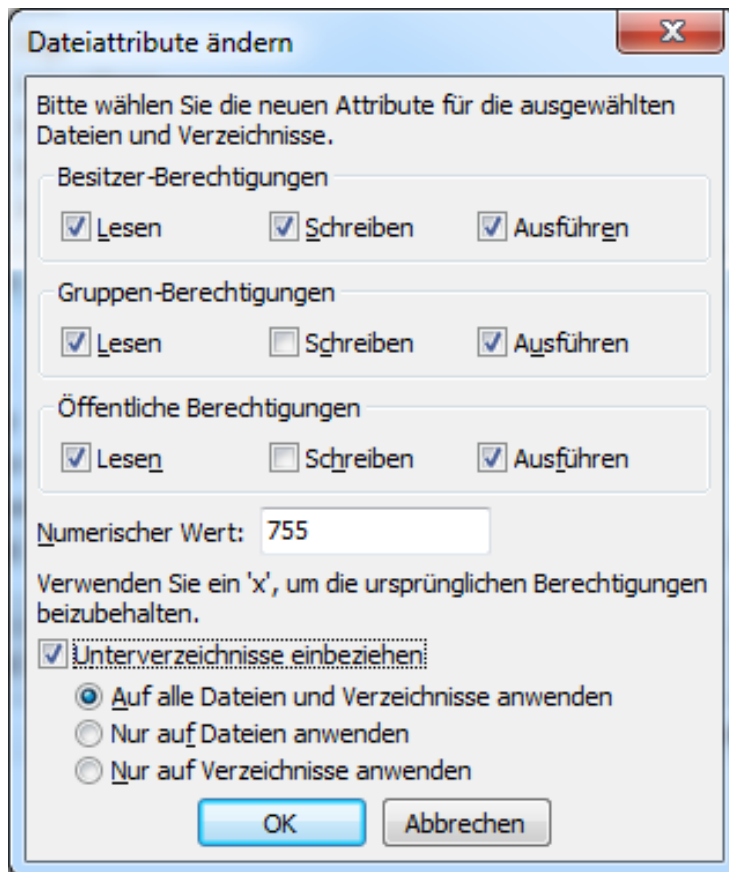 Dateiattribute ändern
Bitte wählen Sie die neuen Attribute für die ausgewählten
Dateien und Verzeichnisse.
Besitzer-Berechtigungen
Lesen Schreiben Ausführen
Gruppen-Berechtigungen
Lesen Schreiben Ausführen
Öffentliche Berechtigungen
Lesen Schreiben Ausführen
Numerischer Wert: 755
Verwenden Sie ein 'x', um die ursprünglichen Berechtigungen
beizubehalten.
Unterverzeichnisse einbeziehen
Auf alle Dateien und Verzeichnisse anwenden
Nur auf Dateien anwenden
Nur auf Verzeichnisse anwenden
OK Abbrechen